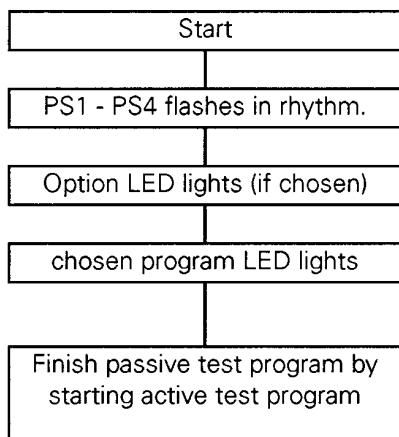 Start
PS1 - PS4 flashes in rhythm.
Option LED lights (if chosen)
chosen program LED lights
Finish passive test program by
starting active test program